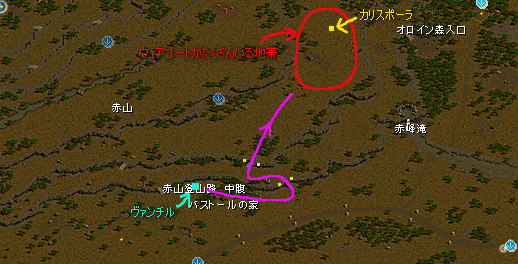 カリスポーラ
オロイン森入口
ヴェアゴートがたくさんいる地帯
赤山
赤峰滝
赤山登山路 中腹
バストールの家
ヴァンチル